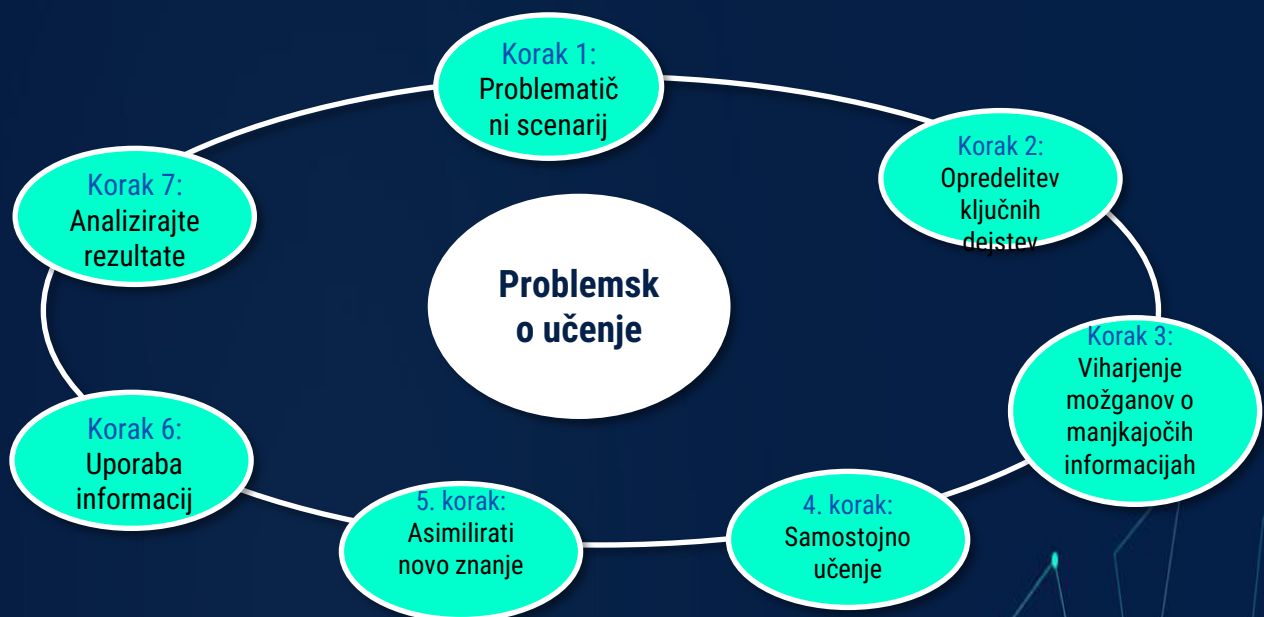 Korak 1:
Problematič
ni scenarij
Korak 2:
Opredelitev
ključnih
dejstev
Korak 3:
Viharjenje
možganov o
manjkajočih
informacijah
4. korak:
Samostojno
učenje
5. korak:
Asimilirati
novo znanje
Korak 6:
Uporaba
informacij
Korak 7:
Analizirajte
rezultate
Problemsk
o učenje